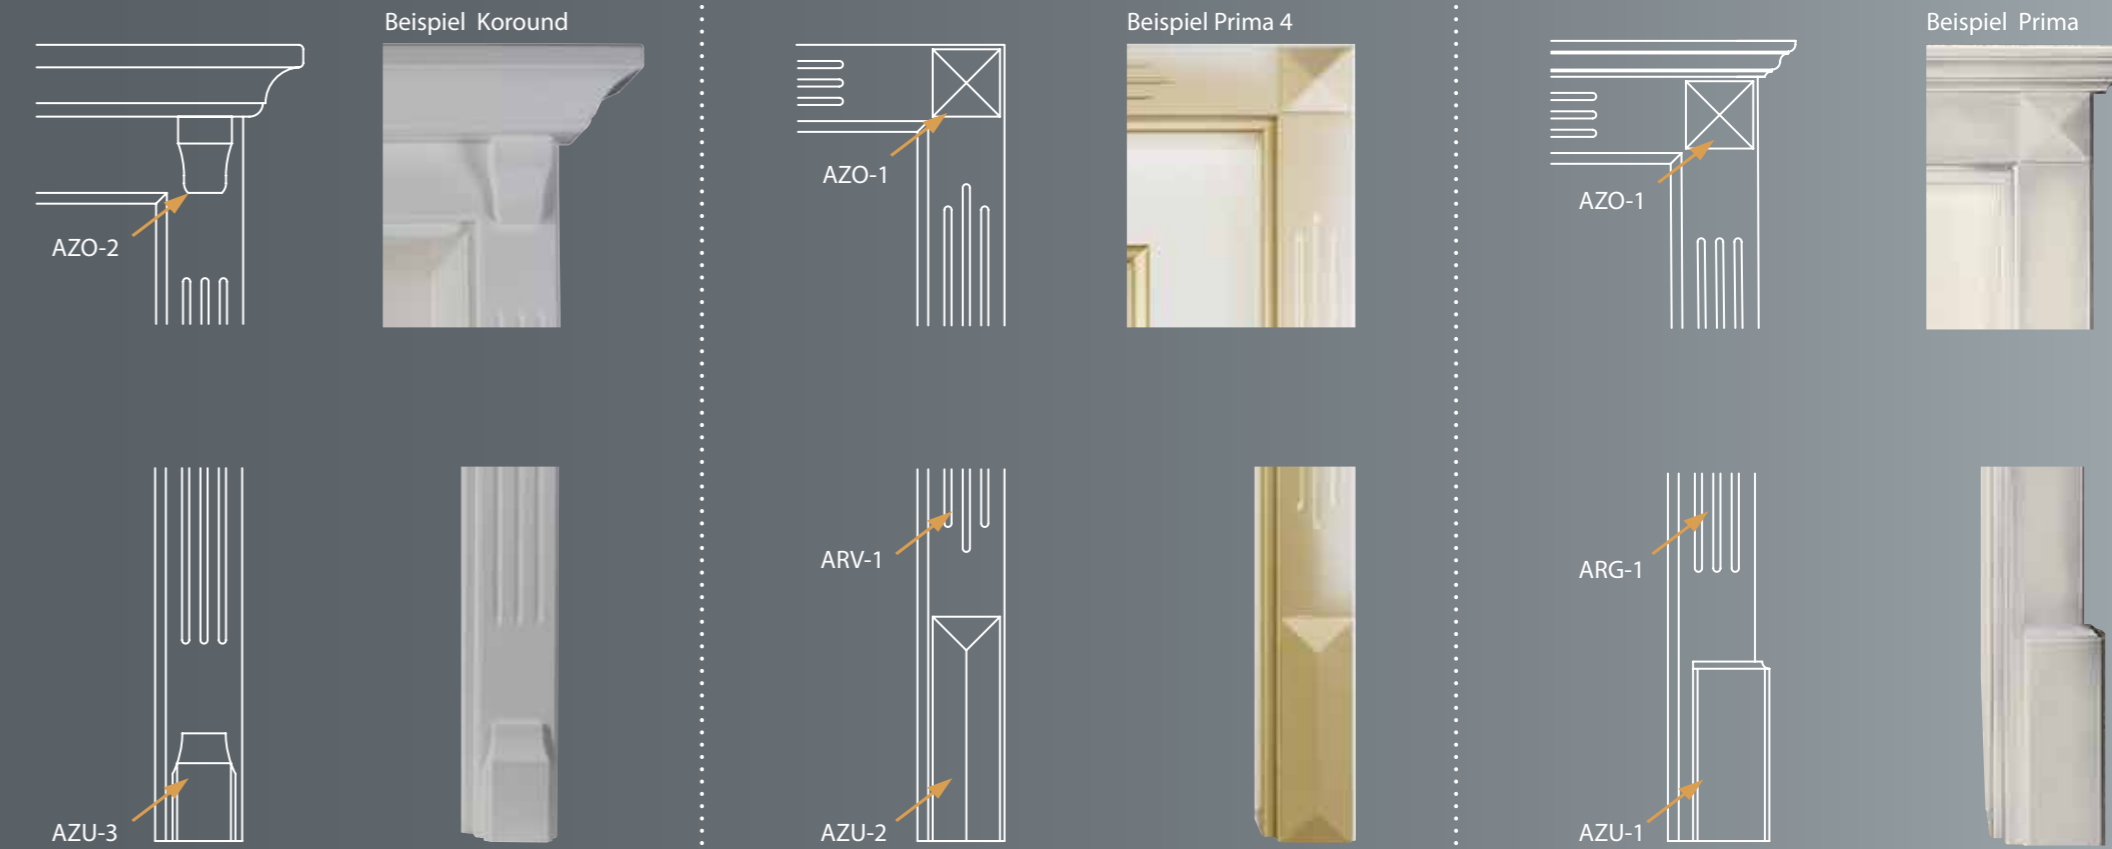 Beispiel  Koround
AZO-2
AZU-3
Beispiel Prima 4
AZO-1
ARV-1
AZU-2
Beispiel  Prima
AZO-1
ARG-1
AZU-1